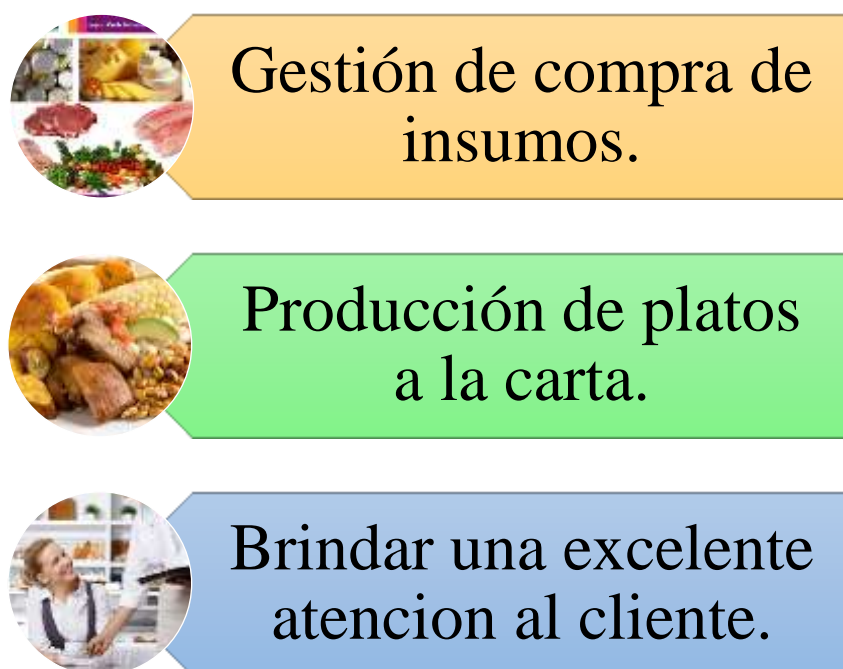 Gestión de compra de
insumos.
Producción de platos
a la carta.
Brindar una excelente
atencion al cliente.